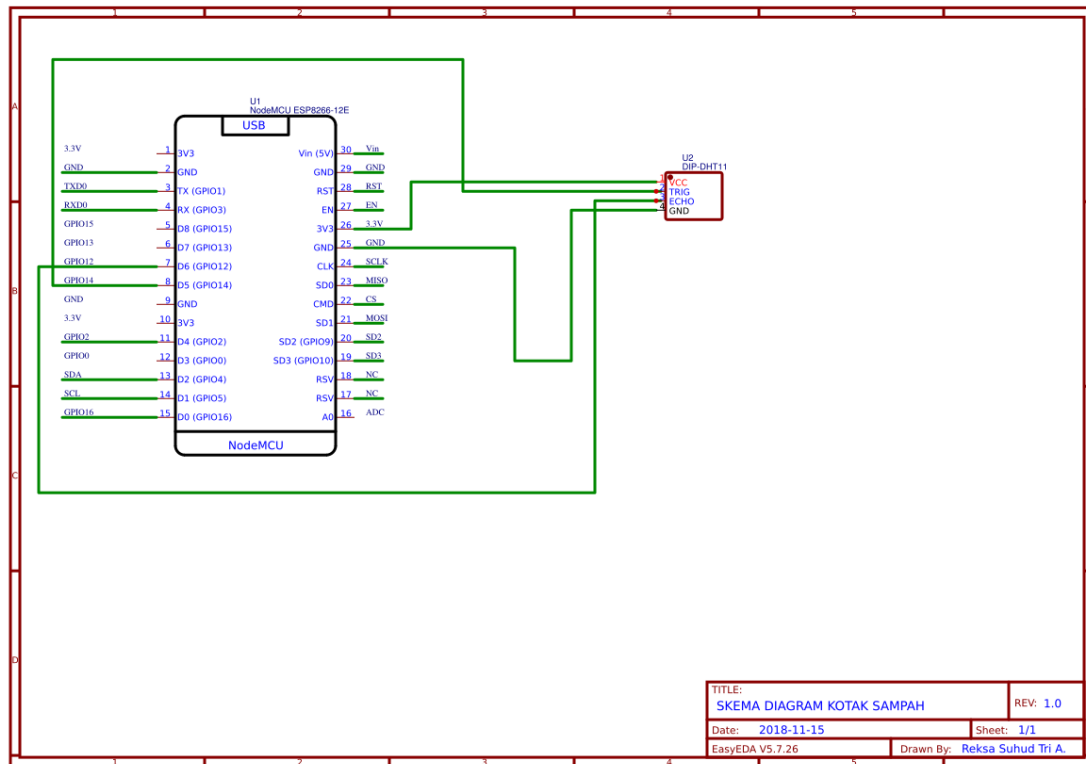 1 2 3 4 5
A
B
C
D
U1
NodeMCU ESP8266-12E
USB
3.3V 1 3V3 Vin (5V) 30 Vin
GND 2 GND GND 29 GND
TXD0 3 TX (GPIO1) RST 28 RST
RXD0 4 RX (GPIO3) EN 27 EN
GPIO15 5 D8 (GPIO15) 3V3 26 3.3V
GPIO13 6 D7 (GPIO13) GND 25 GND
GPIO12 7 D6 (GPIO12) CLK 24 SCLK
GPIO14 8 D5 (GPIO14) SD0 23 MISO
GND 9 GND CMD 22 CS
3.3V 10 3V3 SD1 21 MOSI
GPIO2 11 D4 (GPIO2) SD2 (GPIO9) 20 SD2
GPIO0 12 D3 (GPIO0) SD3 (GPIO10) 19 SD3
SDA 13 D2 (GPIO4) RSV 18 NC
SCL 14 D1 (GPIO5) RSV 17 NC
GPIO16 15 D0 (GPIO16) A0 16 ADC
NodeMCU
U2
DIP-DHT11
1 VCC
TRIG
ECHO
4 GND
TITLE:
SKEMA DIAGRAM KOTAK SAMPAH
REV: 1.0
Date: 2018-11-15
Sheet: 1/1
EasyEDA V5.7.26
Drawn By: Reksa Suhud Tri A.
1 2 3 4 5